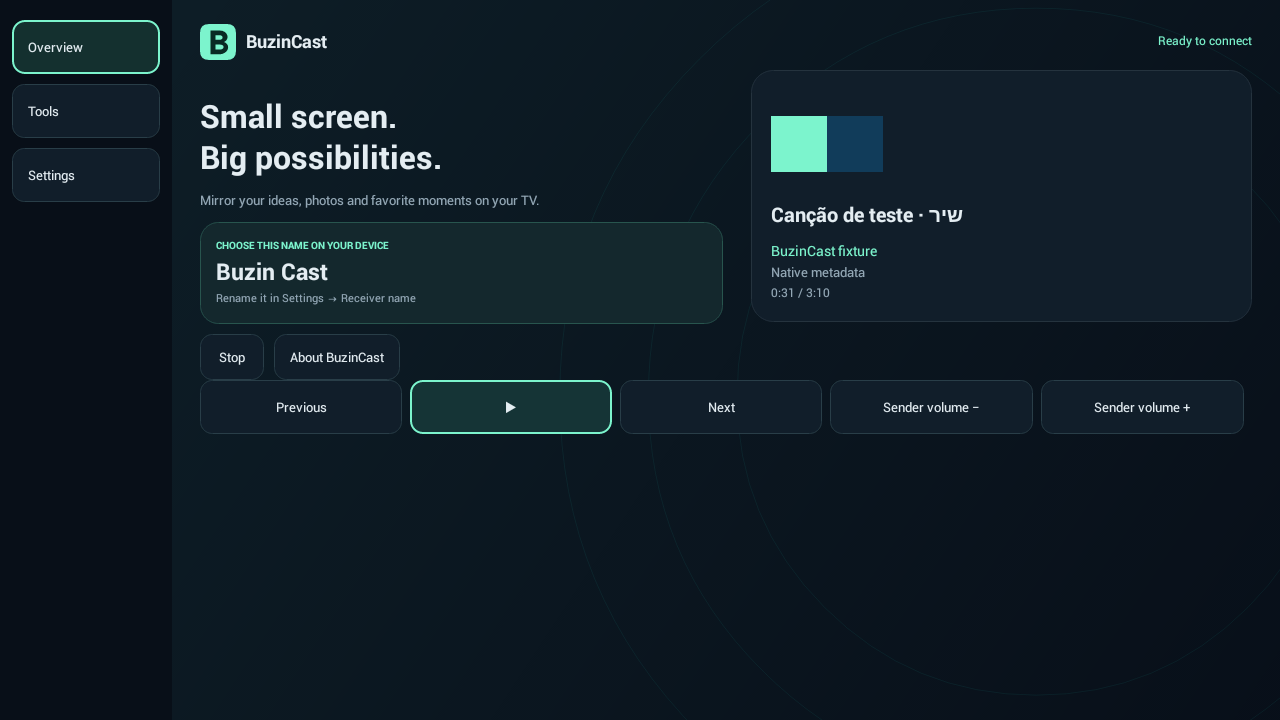 Overview
Tools
Settings
B BuzinCast
Ready to connect
Small screen.
Big possibilities.
Mirror your ideas, photos and favorite moments on your TV.
CHOOSE THIS NAME ON YOUR DEVICE
Buzin Cast
Rename it in Settings → Receiver name
Canção de teste · שיר
BuzinCast fixture
Native metadata
0:31 / 3:10
Stop
About BuzinCast
Previous
Next
Sender volume −
Sender volume +